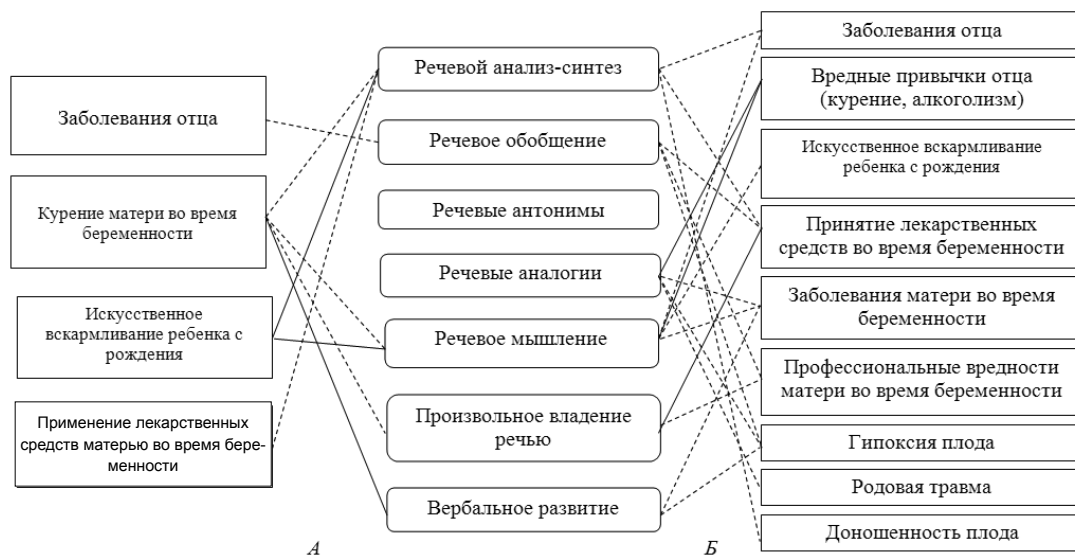 Заболевания отца
Курение матери во время
беременности
Искусственное
вскармливание ребенка с
рождения
Применение лекарственных
средств матерью во время бере-
менности
Речевой анализ-синтез
Речевое обобщение
Речевые антонимы
Речевые аналогии
Речевое мышление
Произвольное владение
речью
Вербальное развитие
Заболевания отца
Вредные привычки отца
(курение, алкоголизм)
Искусственное вскармливание
ребенка с рождения
Принятие лекарственных
средств во время беременности
Заболевания матери во время
беременности
Профессиональные вредности
матери во время беременности
Гипоксия плода
Родовая травма
Доношенность плода
А
Б